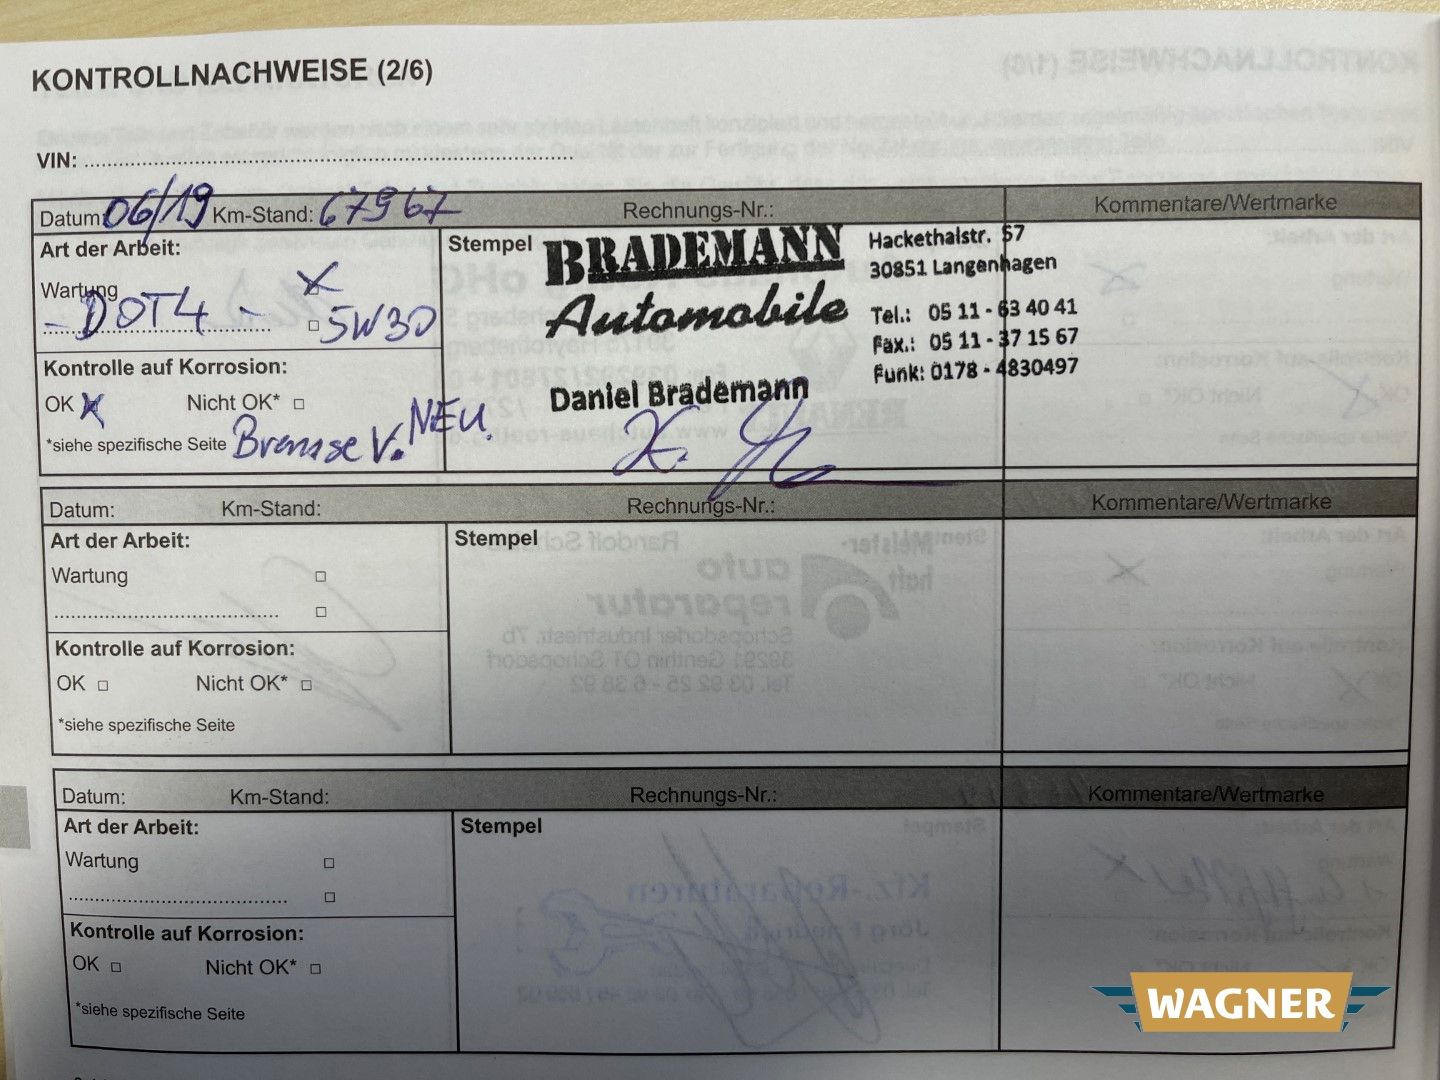 KONTROLLNACHWEISE (2/6)
VIN: ........................................................................
Datum: 06/19 Km-Stand: 67967 Rechnungs-Nr.: Kommentare/Wertmarke
Art der Arbeit:
Wartung
- DOT4 - 5W30
Kontrolle auf Korrosion:
OK Nicht OK*
*siehe spezifische Seite Bremse V. NEU.
Stempel
BRADEMANN
Automobile
Daniel Brademann
Hackethalstr. 57
30851 Langenhagen
Tel.: 05 11 - 63 40 41
Fax.: 05 11 - 37 15 67
Funk: 0178 - 4830497
Datum: Km-Stand: Rechnungs-Nr.: Kommentare/Wertmarke
Art der Arbeit:
Wartung
Kontrolle auf Korrosion:
OK Nicht OK*
*siehe spezifische Seite
Stempel
Datum: Km-Stand: Rechnungs-Nr.: Kommentare/Wertmarke
Art der Arbeit:
Wartung
Kontrolle auf Korrosion:
OK Nicht OK*
*siehe spezifische Seite
Stempel
WAGNER